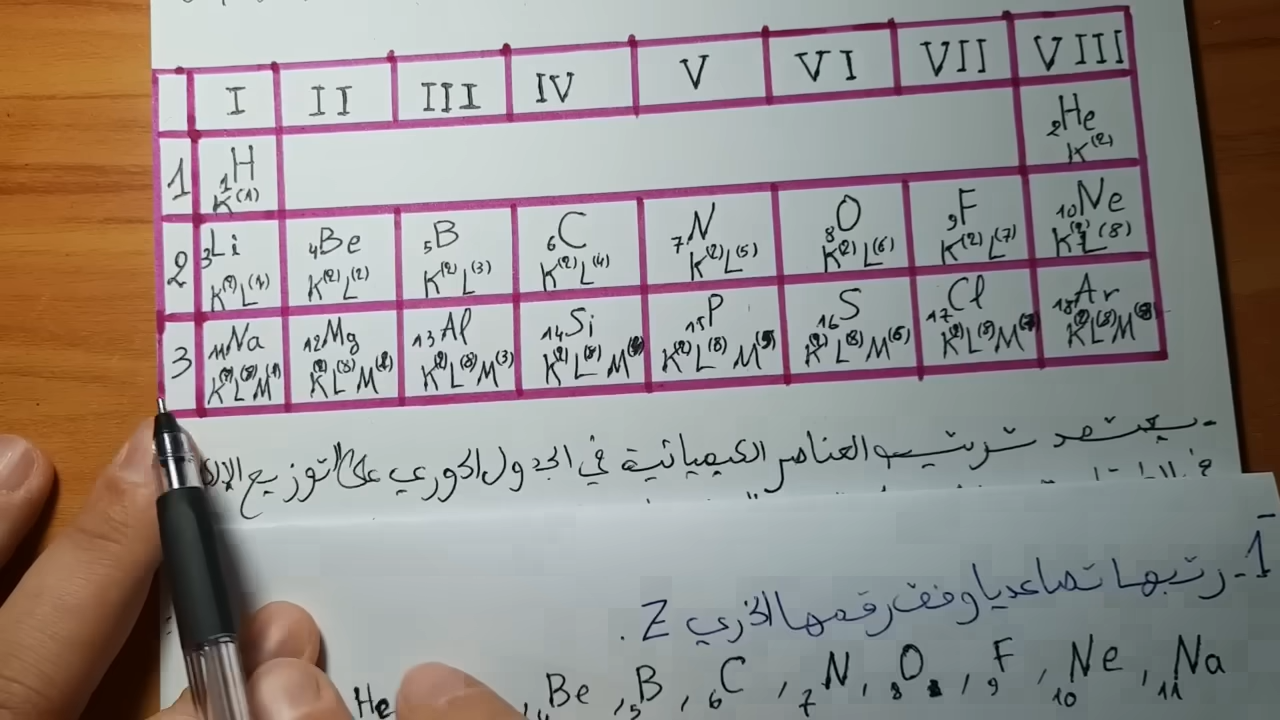 I II III IV V VI VII VIII
1 ₁H ₂He
K⁽¹⁾ K⁽²⁾
2 ₃Li ₄Be ₅B ₆C ₇N ₈O ₉F ₁₀Ne
K⁽²⁾L⁽¹⁾ K⁽²⁾L⁽²⁾ K⁽²⁾L⁽³⁾ K⁽²⁾L⁽⁴⁾ K⁽²⁾L⁽⁵⁾ K⁽²⁾L⁽⁶⁾ K⁽²⁾L⁽⁷⁾ K⁽²⁾L⁽⁸⁾
3 ₁₁Na ₁₂Mg ₁₃Al ₁₄Si ₁₅P ₁₆S ₁₇Cl ₁₈Ar
K⁽²⁾L⁽⁸⁾M⁽¹⁾ K⁽²⁾L⁽⁸⁾M⁽²⁾ K⁽²⁾L⁽⁸⁾M⁽³⁾ K⁽²⁾L⁽⁸⁾M⁽⁴⁾ K⁽²⁾L⁽⁸⁾M⁽⁵⁾ K⁽²⁾L⁽⁸⁾M⁽⁶⁾ K⁽²⁾L⁽⁸⁾M⁽⁷⁾ K⁽²⁾L⁽⁸⁾M⁽⁸⁾
- يعتمد ترتيب العناصر الكيميائية في الجدول الدوري على التوزيع
1- رتبها تصاعديا وفق رقمها الذري Z.
He , ₄Be , ₅B , ₆C , ₇N , ₈O , ₉F , ₁₀Ne , ₁₁Na